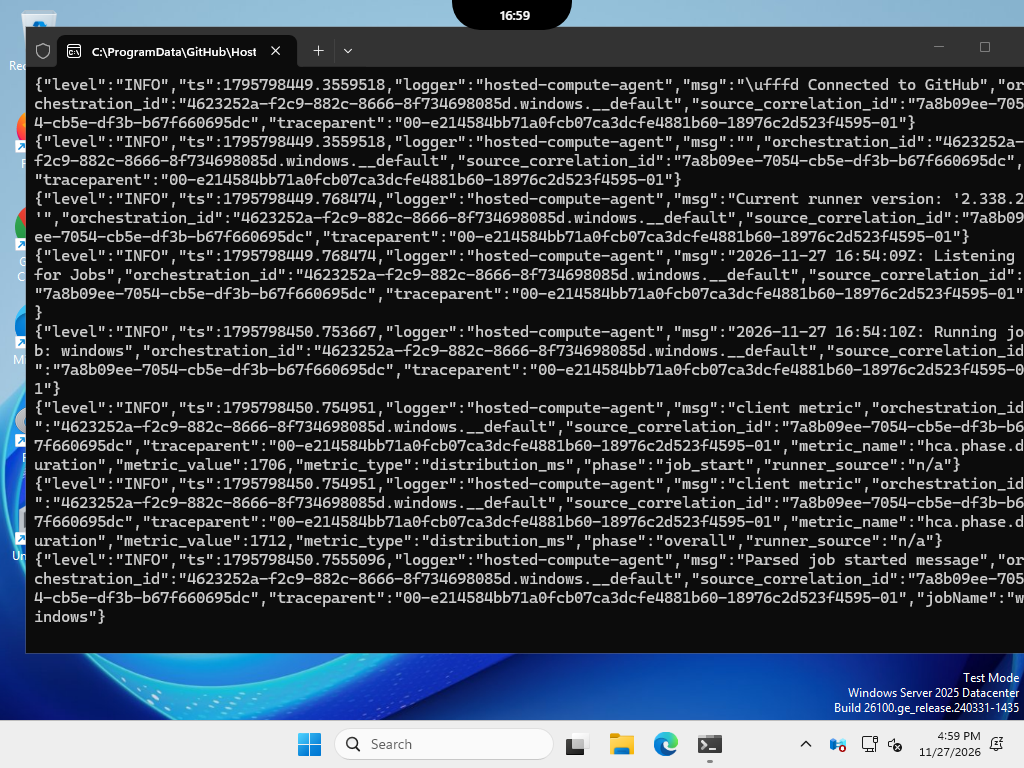 16:59
C:\ProgramData\GitHub\Host
{"level":"INFO","ts":1795798449.3559518,"logger":"hosted-compute-agent","msg":"\ufffd Connected to GitHub","or
chestration_id":"4623252a-f2c9-882c-8666-8f734698085d.windows.__default","source_correlation_id":"7a8b09ee-705
4-cb5e-df3b-b67f660695dc","traceparent":"00-e214584bb71a0fcb07ca3dcfe4881b60-18976c2d523f4595-01"}
{"level":"INFO","ts":1795798449.3559518,"logger":"hosted-compute-agent","msg":"","orchestration_id":"4623252a-
f2c9-882c-8666-8f734698085d.windows.__default","source_correlation_id":"7a8b09ee-7054-cb5e-df3b-b67f660695dc",
"traceparent":"00-e214584bb71a0fcb07ca3dcfe4881b60-18976c2d523f4595-01"}
{"level":"INFO","ts":1795798449.768474,"logger":"hosted-compute-agent","msg":"Current runner version: '2.338.2
'","orchestration_id":"4623252a-f2c9-882c-8666-8f734698085d.windows.__default","source_correlation_id":"7a8b09
ee-7054-cb5e-df3b-b67f660695dc","traceparent":"00-e214584bb71a0fcb07ca3dcfe4881b60-18976c2d523f4595-01"}
{"level":"INFO","ts":1795798449.768474,"logger":"hosted-compute-agent","msg":"2026-11-27 16:54:09Z: Listening
for Jobs","orchestration_id":"4623252a-f2c9-882c-8666-8f734698085d.windows.__default","source_correlation_id":
"7a8b09ee-7054-cb5e-df3b-b67f660695dc","traceparent":"00-e214584bb71a0fcb07ca3dcfe4881b60-18976c2d523f4595-01"
}
{"level":"INFO","ts":1795798450.753667,"logger":"hosted-compute-agent","msg":"2026-11-27 16:54:10Z: Running jo
b: windows","orchestration_id":"4623252a-f2c9-882c-8666-8f734698085d.windows.__default","source_correlation_id
":"7a8b09ee-7054-cb5e-df3b-b67f660695dc","traceparent":"00-e214584bb71a0fcb07ca3dcfe4881b60-18976c2d523f4595-0
1"}
{"level":"INFO","ts":1795798450.754951,"logger":"hosted-compute-agent","msg":"client metric","orchestration_id
":"4623252a-f2c9-882c-8666-8f734698085d.windows.__default","source_correlation_id":"7a8b09ee-7054-cb5e-df3b-b6
7f660695dc","traceparent":"00-e214584bb71a0fcb07ca3dcfe4881b60-18976c2d523f4595-01","metric_name":"hca.phase.d
uration","metric_value":1706,"metric_type":"distribution_ms","phase":"job_start","runner_source":"n/a"}
{"level":"INFO","ts":1795798450.754951,"logger":"hosted-compute-agent","msg":"client metric","orchestration_id
":"4623252a-f2c9-882c-8666-8f734698085d.windows.__default","source_correlation_id":"7a8b09ee-7054-cb5e-df3b-b6
7f660695dc","traceparent":"00-e214584bb71a0fcb07ca3dcfe4881b60-18976c2d523f4595-01","metric_name":"hca.phase.d
uration","metric_value":1712,"metric_type":"distribution_ms","phase":"overall","runner_source":"n/a"}
{"level":"INFO","ts":1795798450.7555096,"logger":"hosted-compute-agent","msg":"Parsed job started message","or
chestration_id":"4623252a-f2c9-882c-8666-8f734698085d.windows.__default","source_correlation_id":"7a8b09ee-705
4-cb5e-df3b-b67f660695dc","traceparent":"00-e214584bb71a0fcb07ca3dcfe4881b60-18976c2d523f4595-01","jobName":"w
indows"}
Test Mode
Windows Server 2025 Datacenter
Build 26100.ge_release.240331-1435
Search
4:59 PM
11/27/2026